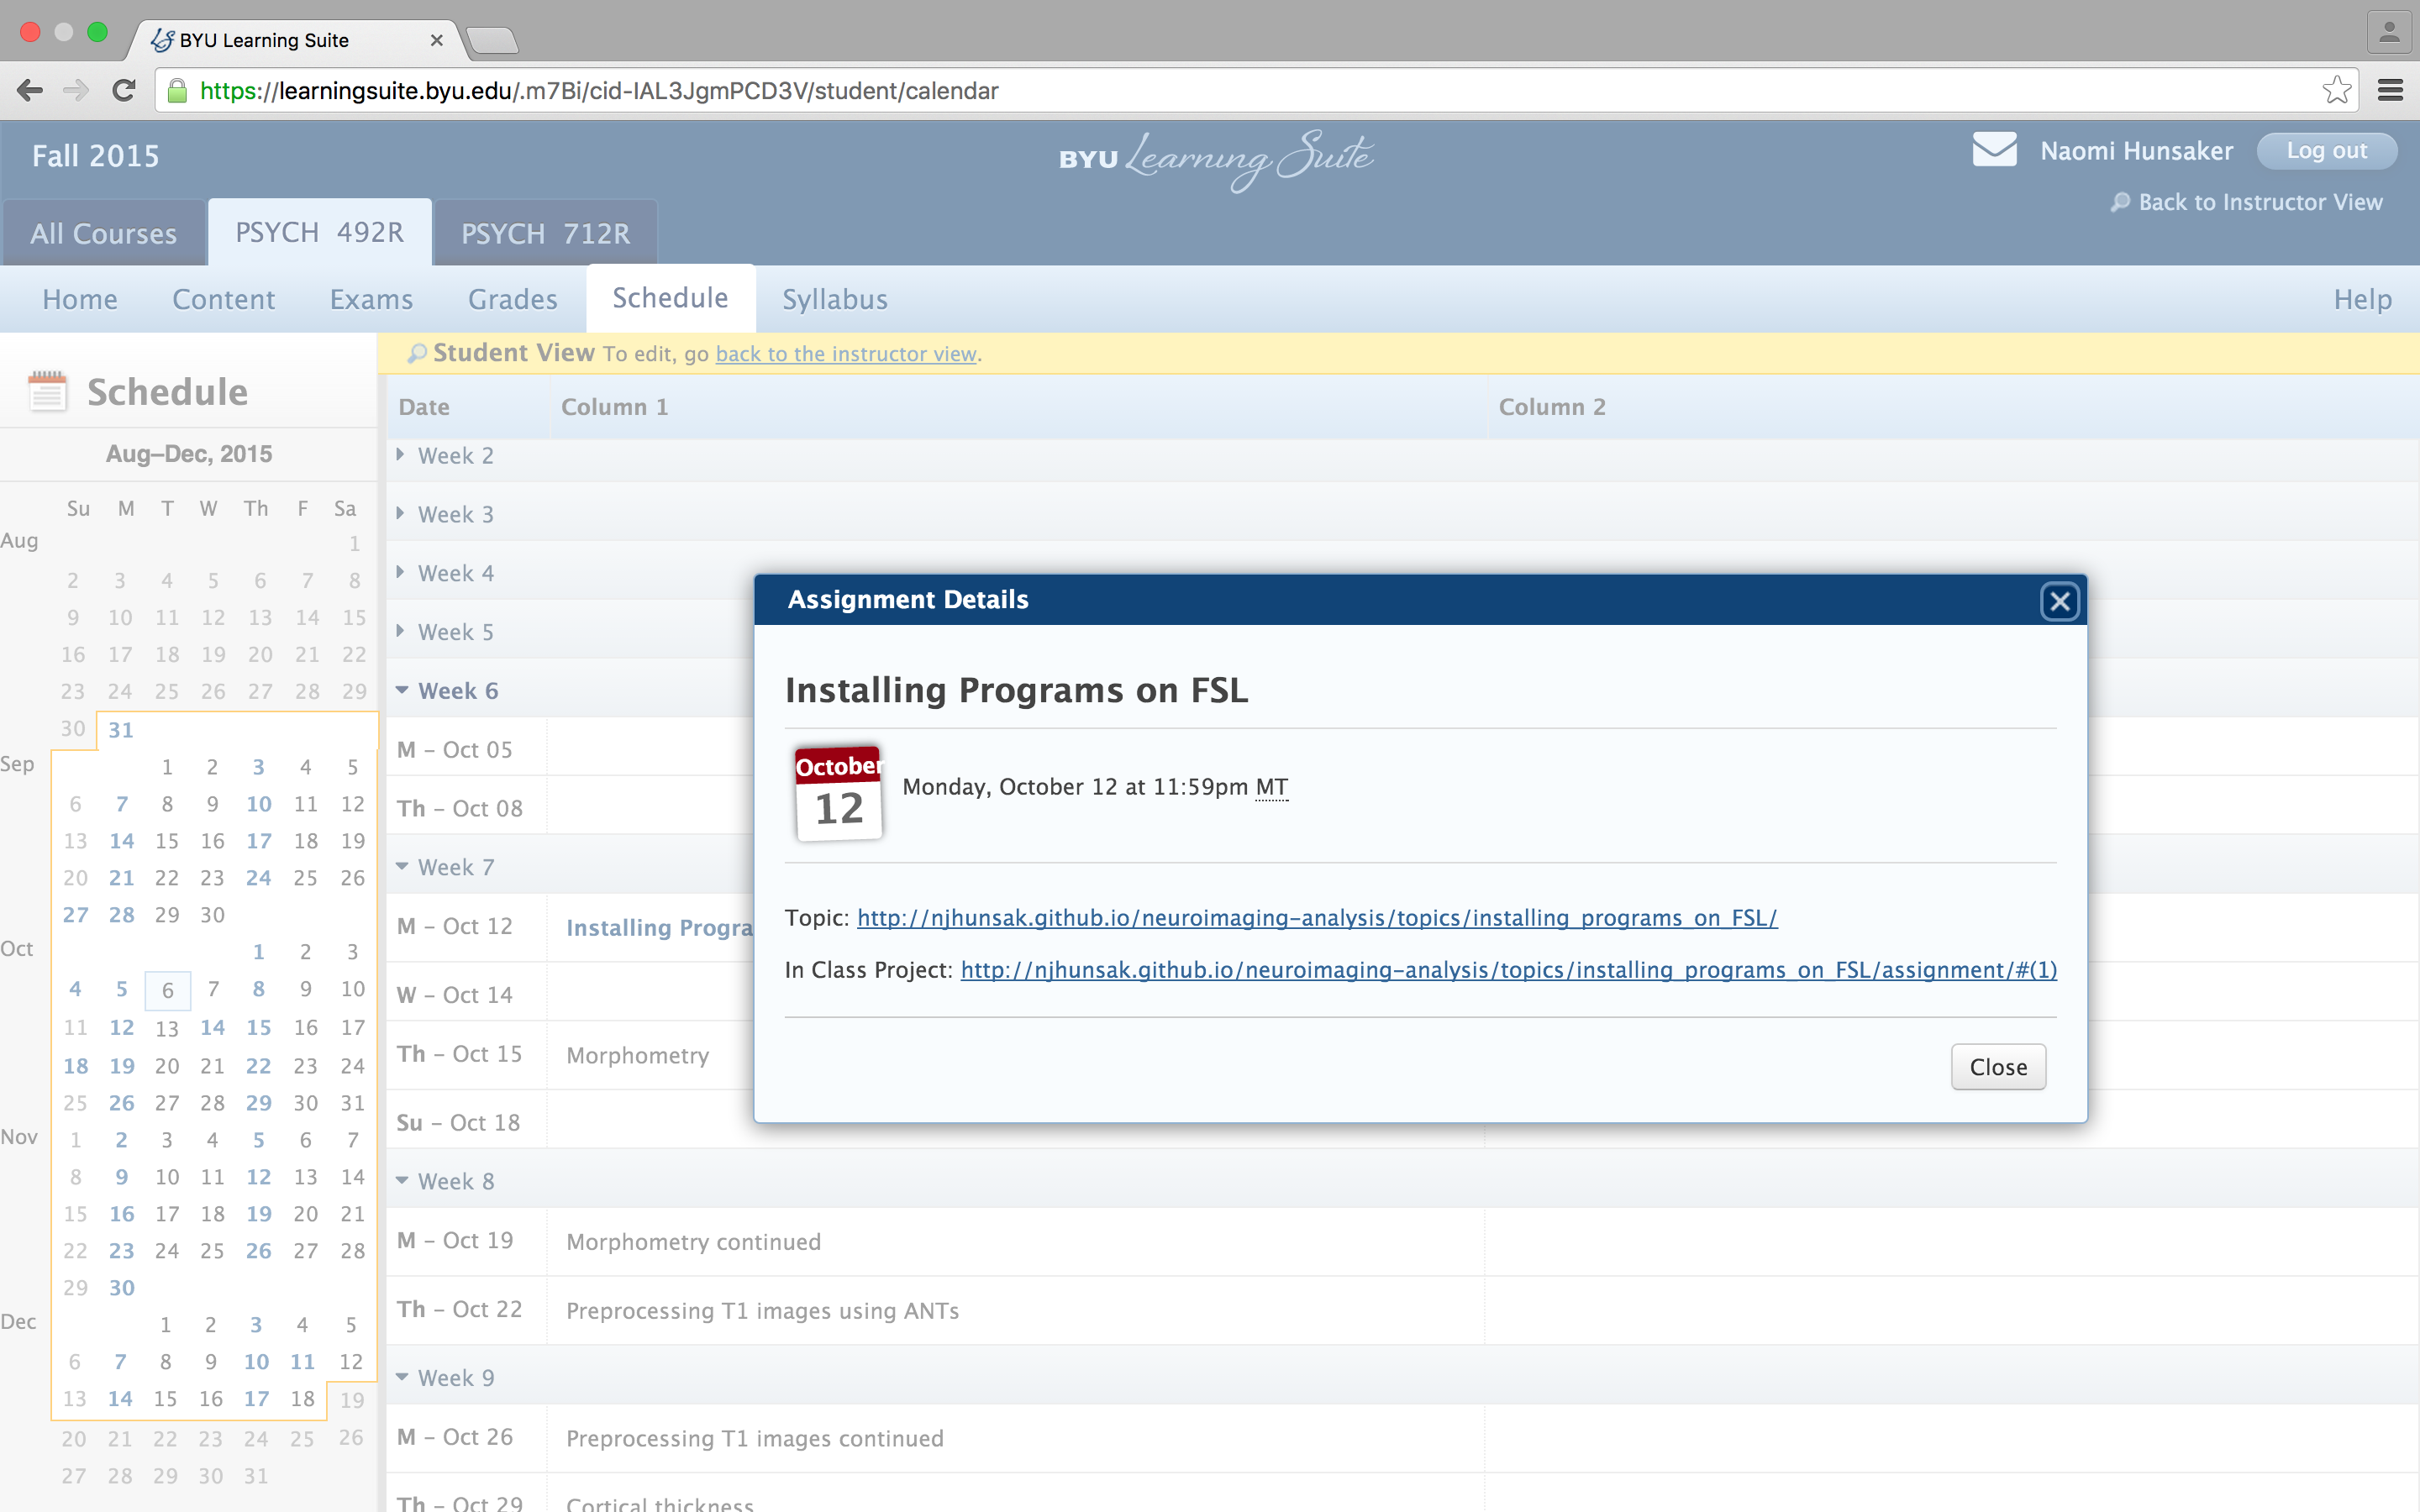 BYU Learning Suite
https://learningsuite.byu.edu/.m7Bi/cid-IAL3JgmPCD3V/student/calendar
Fall 2015
BYU Learning Suite
Naomi Hunsaker
Log out
Back to Instructor View
All Courses
PSYCH 492R
PSYCH 712R
Home
Content
Exams
Grades
Schedule
Syllabus
Help
Schedule
Aug–Dec, 2015
Su M T W Th F Sa
Aug 1
2 3 4 5 6 7 8
9 10 11 12 13 14 15
16 17 18 19 20 21 22
23 24 25 26 27 28 29
30 31
Sep 1 2 3 4 5
6 7 8 9 10 11 12
13 14 15 16 17 18 19
20 21 22 23 24 25 26
27 28 29 30
Oct 1 2 3
4 5 6 7 8 9 10
11 12 13 14 15 16 17
18 19 20 21 22 23 24
25 26 27 28 29 30 31
Nov 1 2 3 4 5 6 7
8 9 10 11 12 13 14
15 16 17 18 19 20 21
22 23 24 25 26 27 28
29 30
Dec 1 2 3 4 5
6 7 8 9 10 11 12
13 14 15 16 17 18 19
20 21 22 23 24 25 26
27 28 29 30 31
Student View To edit, go back to the instructor view.
Date Column 1 Column 2
Week 2
Week 3
Week 4
Week 5
Week 6
M – Oct 05
Th – Oct 08
Week 7
M – Oct 12 Installing Progra
W – Oct 14
Th – Oct 15 Morphometry
Su – Oct 18
Week 8
M – Oct 19 Morphometry continued
Th – Oct 22 Preprocessing T1 images using ANTs
Week 9
M – Oct 26 Preprocessing T1 images continued
Th – Oct 29 Cortical thickness
Assignment Details
Installing Programs on FSL
October
12
Monday, October 12 at 11:59pm MT
Topic: http://njhunsak.github.io/neuroimaging-analysis/topics/installing_programs_on_FSL/
In Class Project: http://njhunsak.github.io/neuroimaging-analysis/topics/installing_programs_on_FSL/assignment/#(1)
Close